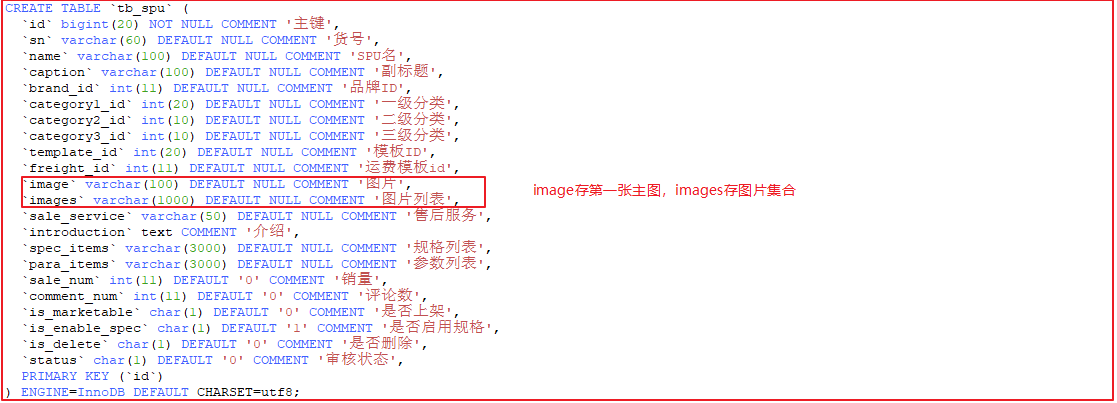 CREATE TABLE `tb_spu` (
`id` bigint(20) NOT NULL COMMENT '主键',
`sn` varchar(60) DEFAULT NULL COMMENT '货号',
`name` varchar(100) DEFAULT NULL COMMENT 'SPU名',
`caption` varchar(100) DEFAULT NULL COMMENT '副标题',
`brand_id` int(11) DEFAULT NULL COMMENT '品牌ID',
`category1_id` int(20) DEFAULT NULL COMMENT '一级分类',
`category2_id` int(10) DEFAULT NULL COMMENT '二级分类',
`category3_id` int(10) DEFAULT NULL COMMENT '三级分类',
`template_id` int(20) DEFAULT NULL COMMENT '模板ID',
`freight_id` int(11) DEFAULT NULL COMMENT '运费模板id',
`image` varchar(100) DEFAULT NULL COMMENT '图片',
`images` varchar(1000) DEFAULT NULL COMMENT '图片列表',
image存第一张主图，images存图片集合
`sale_service` varchar(50) DEFAULT NULL COMMENT '售后服务',
`introduction` text COMMENT '介绍',
`spec_items` varchar(3000) DEFAULT NULL COMMENT '规格列表',
`para_items` varchar(3000) DEFAULT NULL COMMENT '参数列表',
`sale_num` int(11) DEFAULT '0' COMMENT '销量',
`comment_num` int(11) DEFAULT '0' COMMENT '评论数',
`is_marketable` char(1) DEFAULT '0' COMMENT '是否上架',
`is_enable_spec` char(1) DEFAULT '1' COMMENT '是否启用规格',
`is_delete` char(1) DEFAULT '0' COMMENT '是否删除',
`status` char(1) DEFAULT '0' COMMENT '审核状态',
PRIMARY KEY (`id`)
) ENGINE=InnoDB DEFAULT CHARSET=utf8;